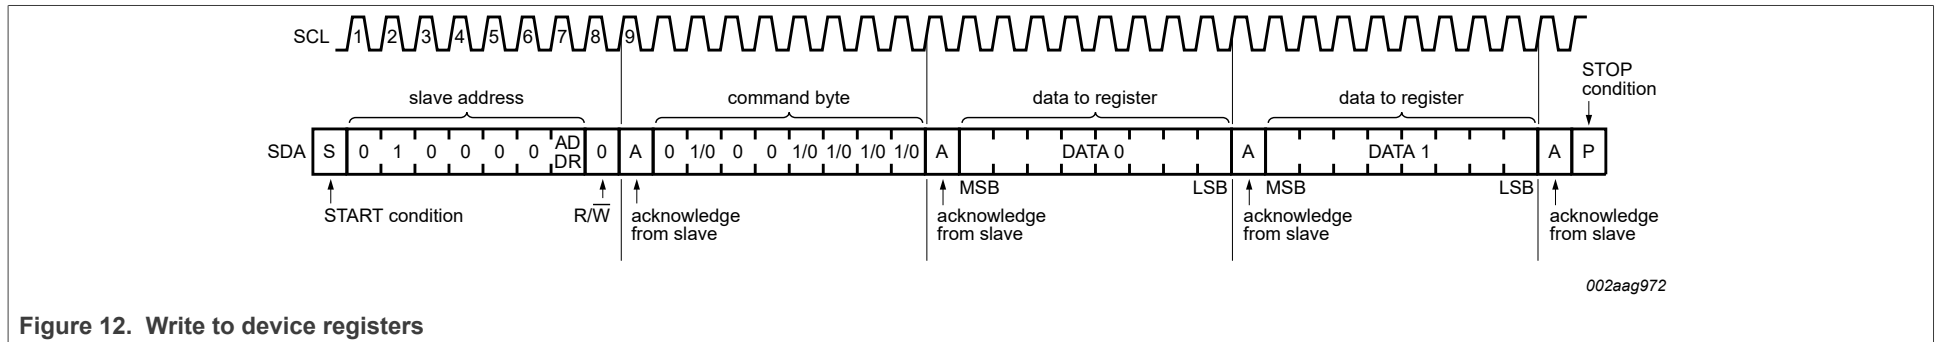 SCL 1 2 3 4 5 6 7 8 9
STOP
condition
slave address command byte data to register data to register
SDA S 0 1 0 0 0 0 AD DR 0 A 0 1/0 0 0 1/0 1/0 1/0 1/0 A DATA 0 A DATA 1 A P
MSB LSB MSB LSB
START condition R/W̅ acknowledge acknowledge acknowledge acknowledge
from slave from slave from slave from slave
002aag972
Figure 12. Write to device registers